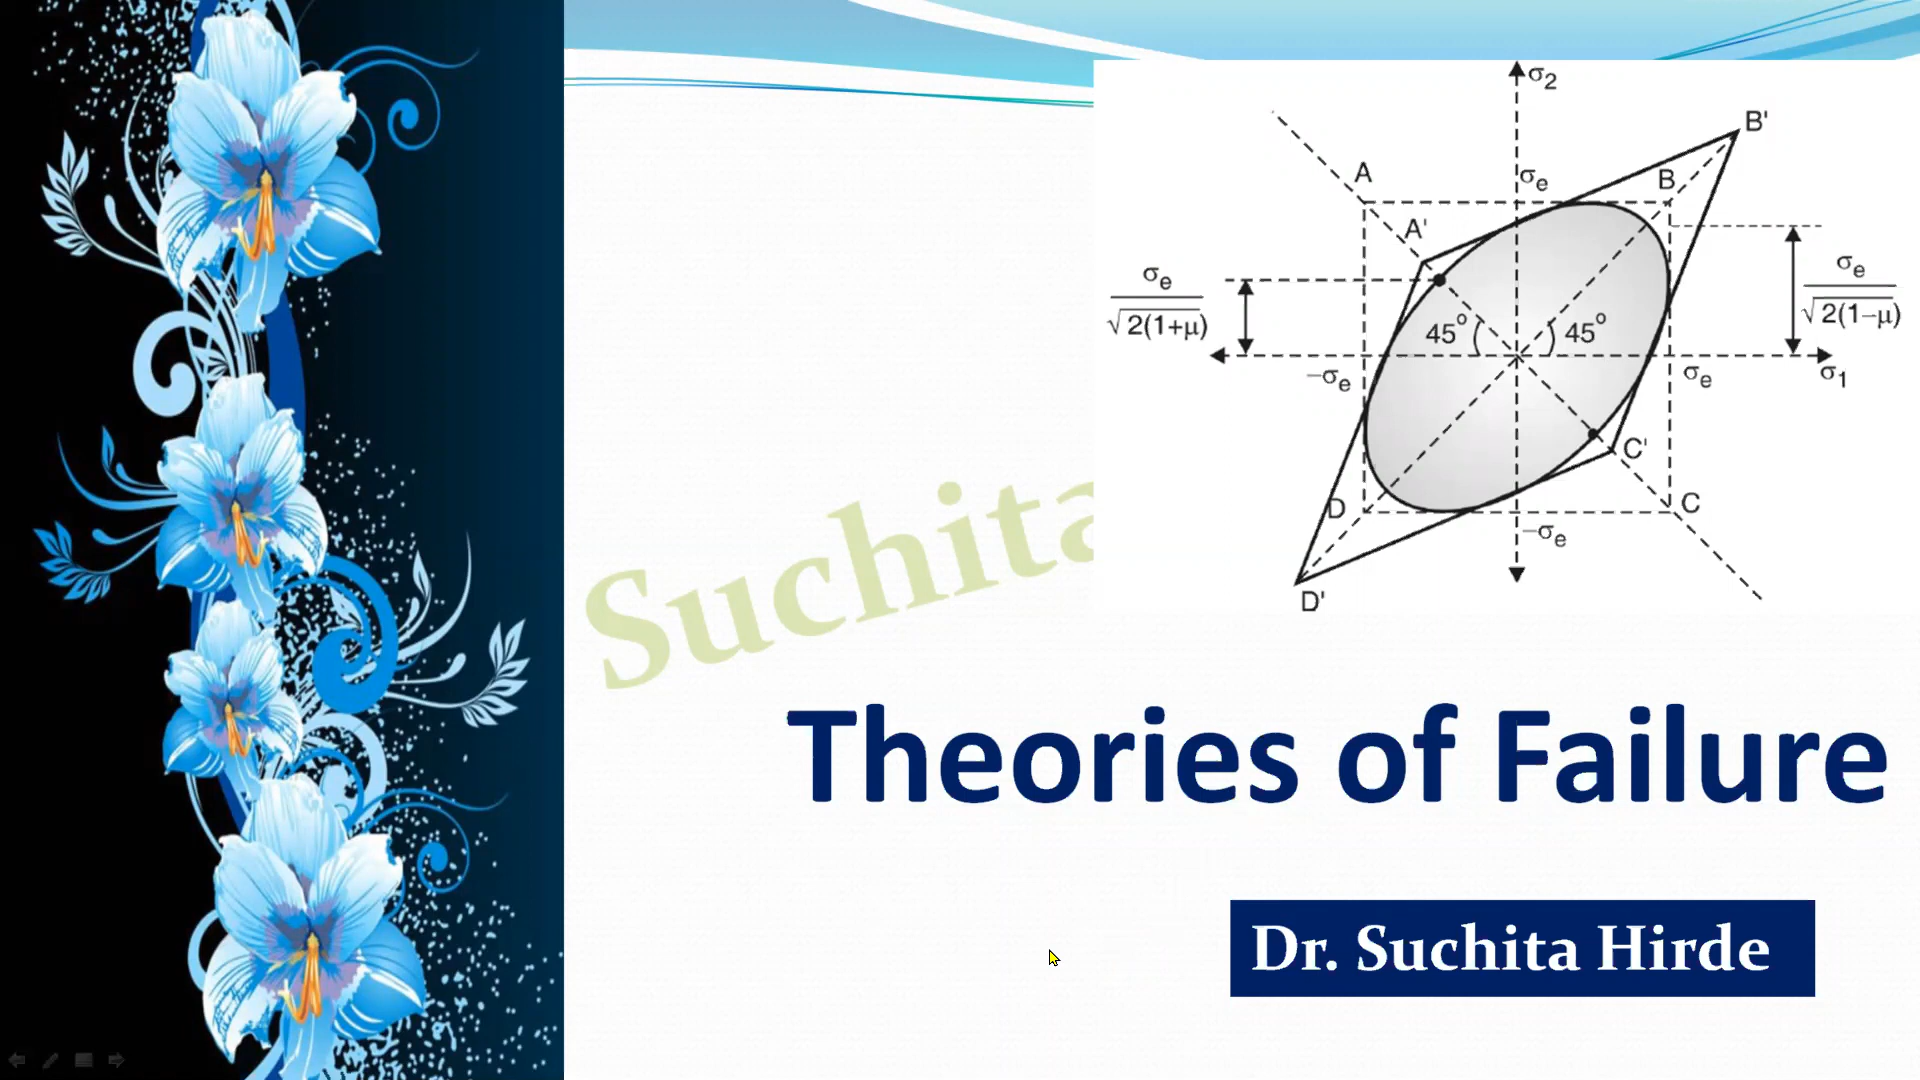 σ2
B'
A
σe
B
A'
σe
√2(1+μ)
45°
45°
σe
√2(1–μ)
–σe
σe
σ1
C'
D
C
–σe
D'
Suchita
Theories of Failure
Dr. Suchita Hirde